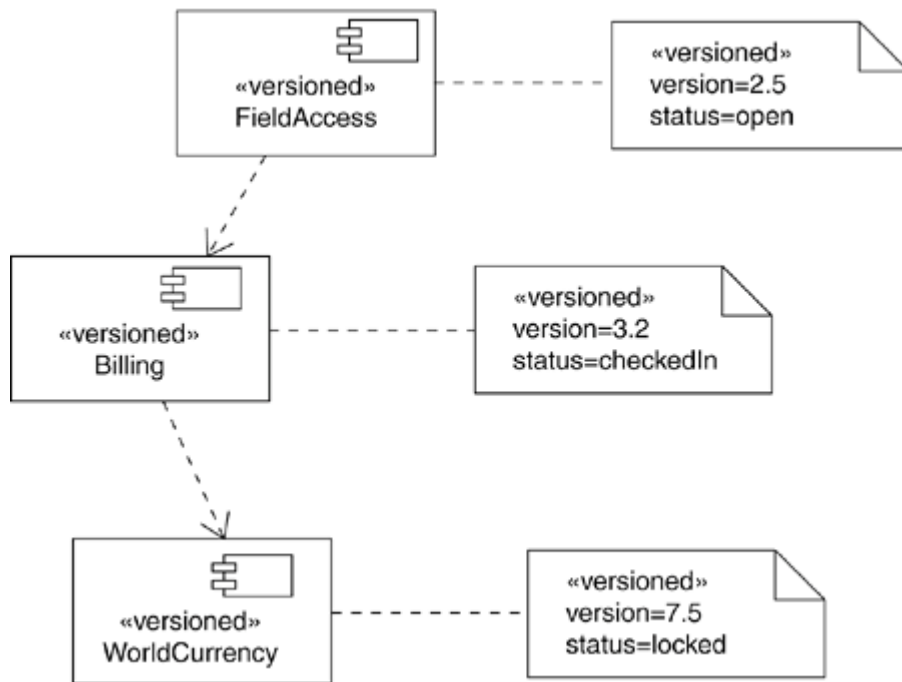 «versioned»
FieldAccess
«versioned»
version=2.5
status=open
«versioned»
Billing
«versioned»
version=3.2
status=checkedIn
«versioned»
WorldCurrency
«versioned»
version=7.5
status=locked